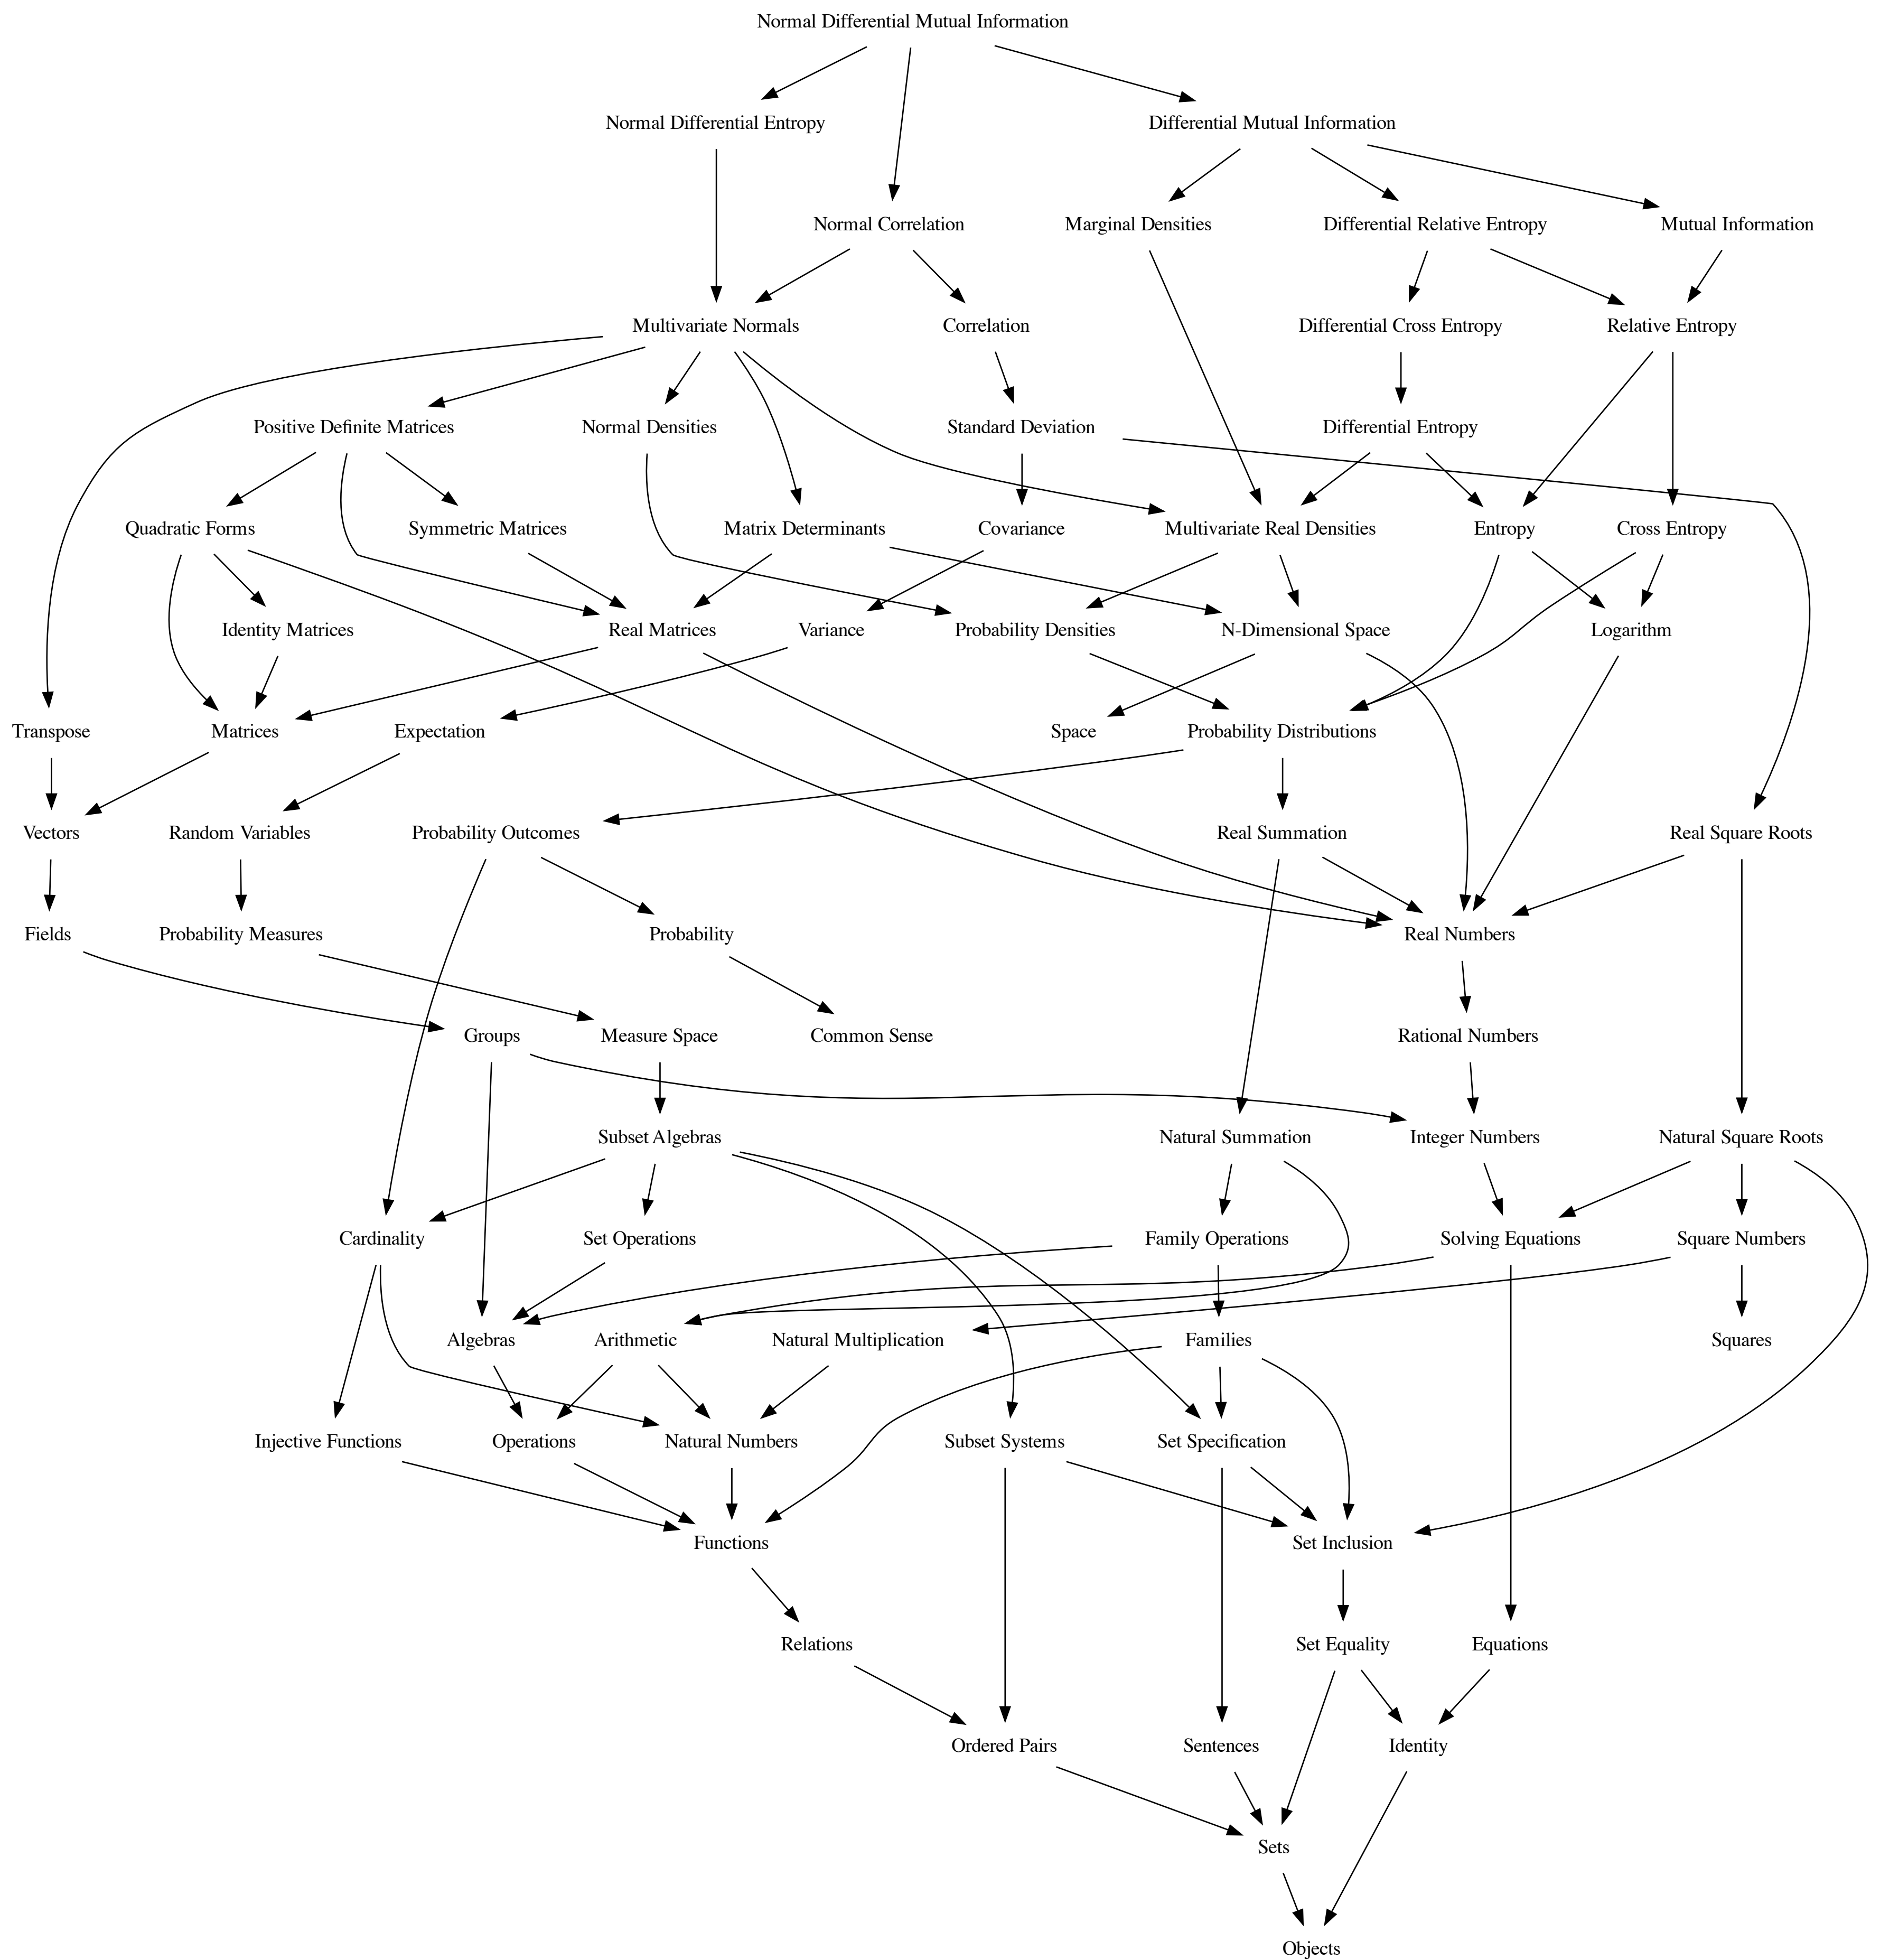 Normal Differential Mutual Information
Normal Differential Entropy
Differential Mutual Information
Normal Correlation
Marginal Densities
Differential Relative Entropy
Mutual Information
Multivariate Normals
Correlation
Differential Cross Entropy
Relative Entropy
Positive Definite Matrices
Normal Densities
Standard Deviation
Differential Entropy
Quadratic Forms
Symmetric Matrices
Matrix Determinants
Covariance
Multivariate Real Densities
Entropy
Cross Entropy
Identity Matrices
Real Matrices
Variance
Probability Densities
N-Dimensional Space
Logarithm
Transpose
Matrices
Expectation
Space
Probability Distributions
Vectors
Random Variables
Probability Outcomes
Real Summation
Real Square Roots
Fields
Probability Measures
Probability
Real Numbers
Groups
Measure Space
Common Sense
Rational Numbers
Subset Algebras
Natural Summation
Integer Numbers
Natural Square Roots
Cardinality
Set Operations
Family Operations
Solving Equations
Square Numbers
Algebras
Arithmetic
Natural Multiplication
Families
Squares
Injective Functions
Operations
Natural Numbers
Subset Systems
Set Specification
Functions
Set Inclusion
Relations
Set Equality
Equations
Ordered Pairs
Sentences
Identity
Sets
Objects